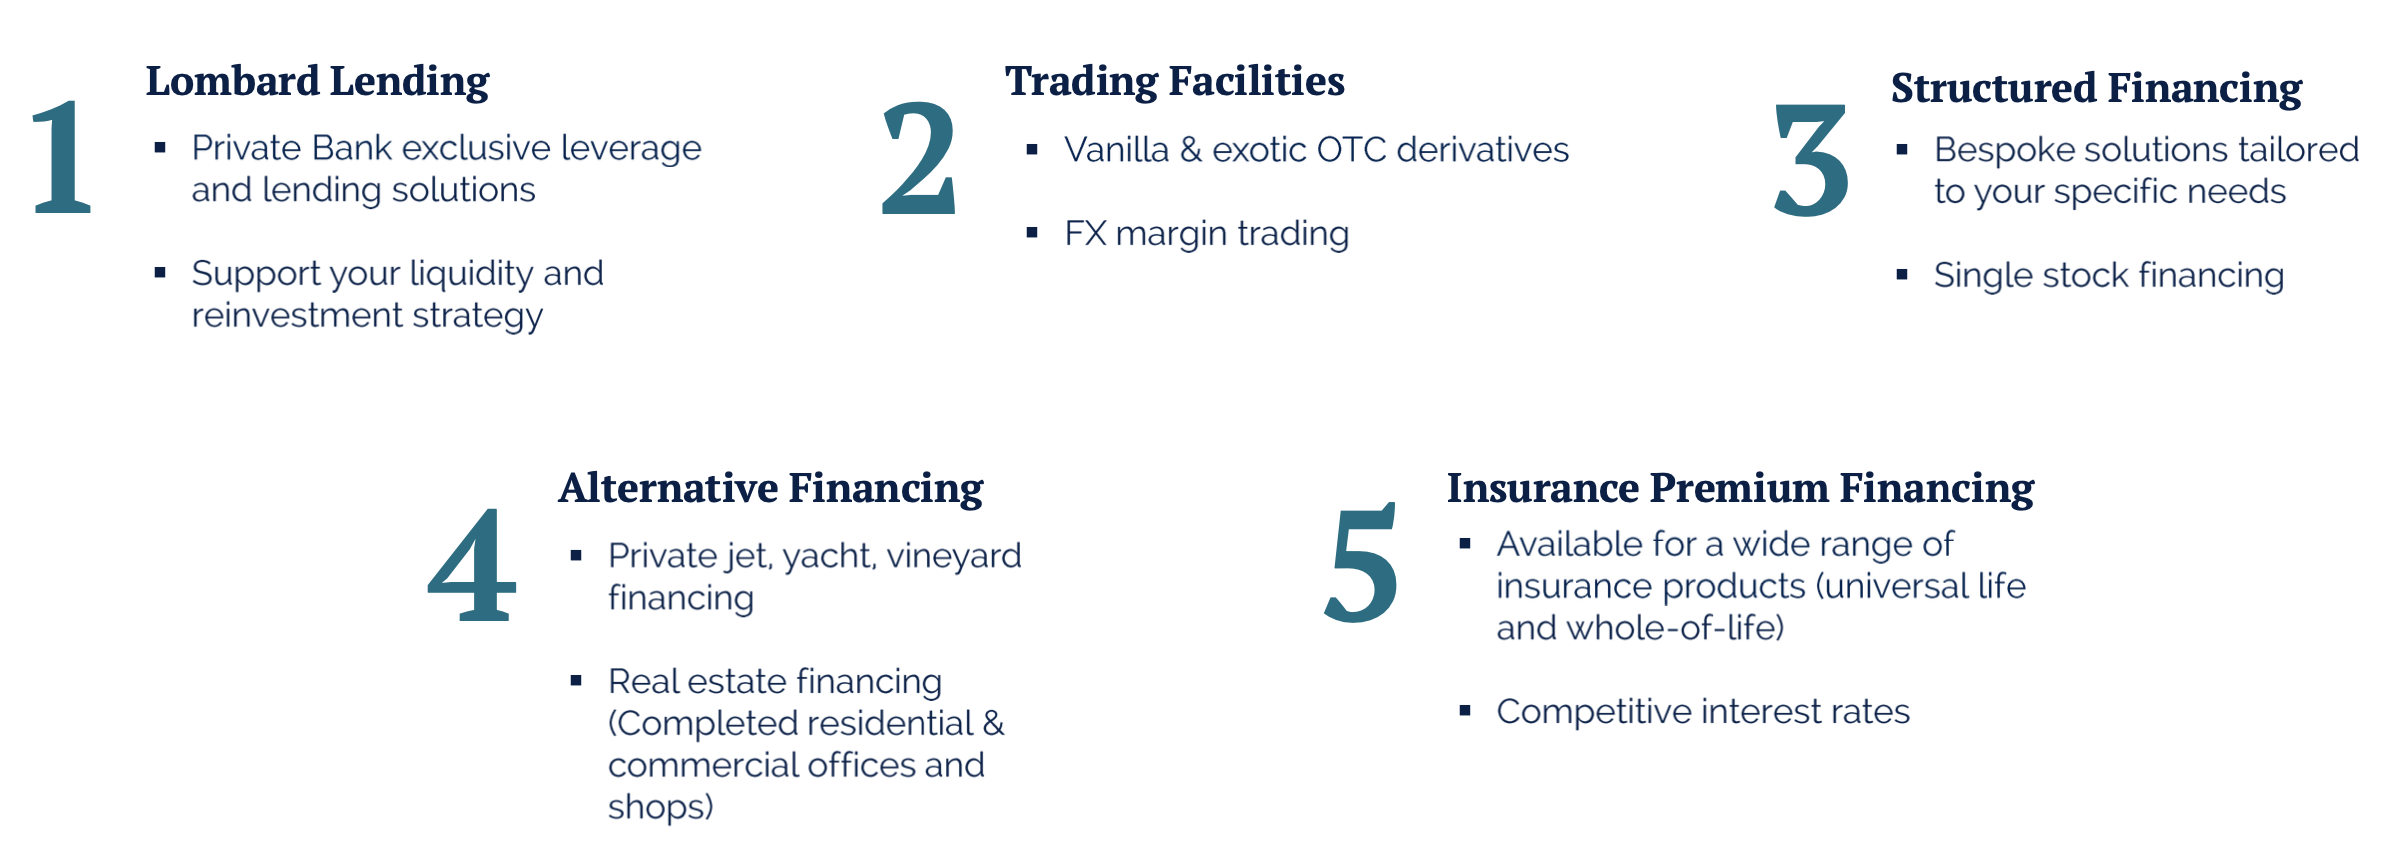 1
Lombard Lending
▪ Private Bank exclusive leverage
and lending solutions
▪ Support your liquidity and
reinvestment strategy
2
Trading Facilities
▪ Vanilla & exotic OTC derivatives
▪ FX margin trading
3
Structured Financing
▪ Bespoke solutions tailored
to your specific needs
▪ Single stock financing
4
Alternative Financing
▪ Private jet, yacht, vineyard
financing
▪ Real estate financing
(Completed residential &
commercial offices and
shops)
5
Insurance Premium Financing
▪ Available for a wide range of
insurance products (universal life
and whole-of-life)
▪ Competitive interest rates